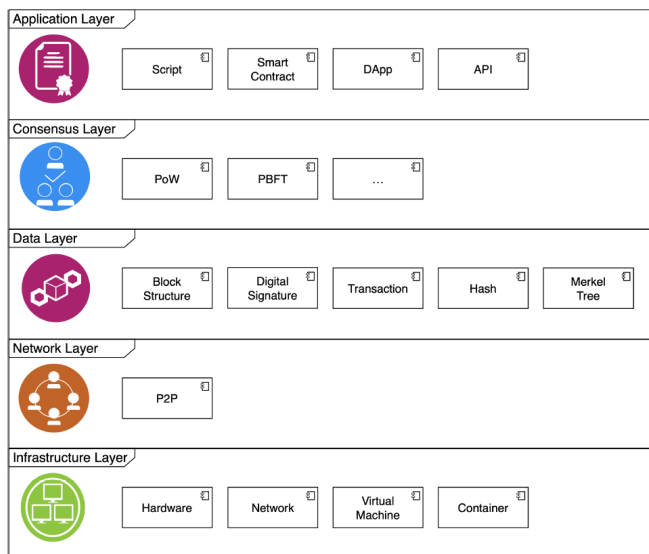 Application Layer
Script
Smart
Contract
DApp
API
Consensus Layer
PoW
PBFT
...
Data Layer
Block
Structure
Digital
Signature
Transaction
Hash
Merkel
Tree
Network Layer
P2P
Infrastructure Layer
Hardware
Network
Virtual
Machine
Container